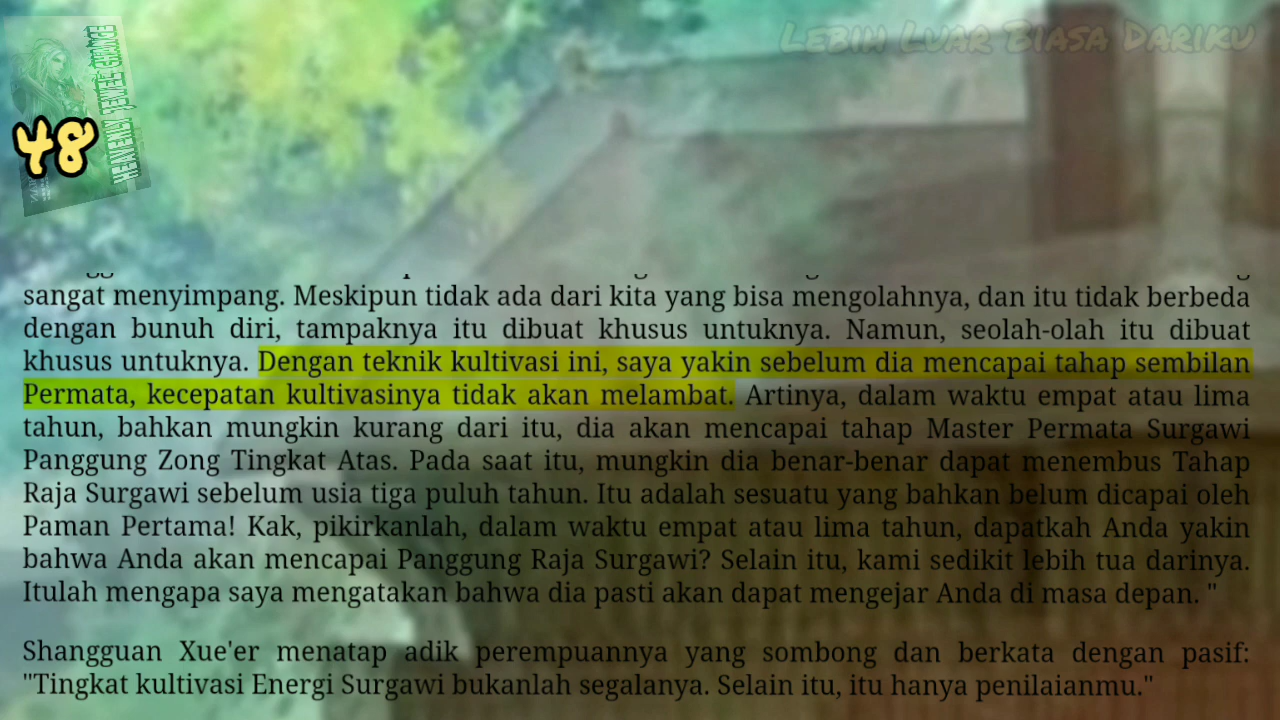 Lebih Luar Biasa Dariku
HEAVENLY JEWEL CHANGE
48
sangat menyimpang. Meskipun tidak ada dari kita yang bisa mengolahnya, dan itu tidak berbeda
dengan bunuh diri, tampaknya itu dibuat khusus untuknya. Namun, seolah-olah itu dibuat
khusus untuknya. Dengan teknik kultivasi ini, saya yakin sebelum dia mencapai tahap sembilan
Permata, kecepatan kultivasinya tidak akan melambat. Artinya, dalam waktu empat atau lima
tahun, bahkan mungkin kurang dari itu, dia akan mencapai tahap Master Permata Surgawi
Panggung Zong Tingkat Atas. Pada saat itu, mungkin dia benar-benar dapat menembus Tahap
Raja Surgawi sebelum usia tiga puluh tahun. Itu adalah sesuatu yang bahkan belum dicapai oleh
Paman Pertama! Kak, pikirkanlah, dalam waktu empat atau lima tahun, dapatkah Anda yakin
bahwa Anda akan mencapai Panggung Raja Surgawi? Selain itu, kami sedikit lebih tua darinya.
Itulah mengapa saya mengatakan bahwa dia pasti akan dapat mengejar Anda di masa depan. "
Shangguan Xue'er menatap adik perempuannya yang sombong dan berkata dengan pasif:
"Tingkat kultivasi Energi Surgawi bukanlah segalanya. Selain itu, itu hanya penilaianmu."